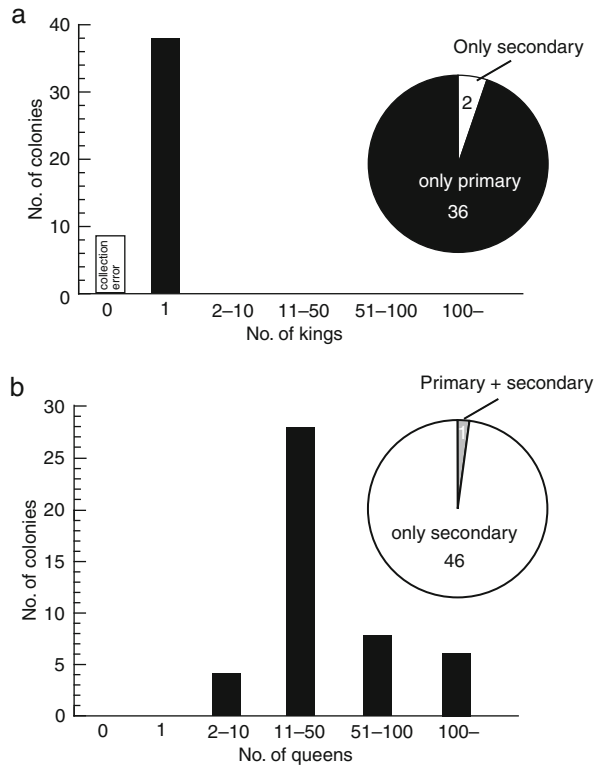 a
40
30
20
10
0
No. of colonies
collection
error
0 1 2–10 11–50 51–100 100–
No. of kings
Only secondary
2
only primary
36
b
30
25
20
15
10
5
0
No. of colonies
0 1 2–10 11–50 51–100 100–
No. of queens
Primary + secondary
1
only secondary
46